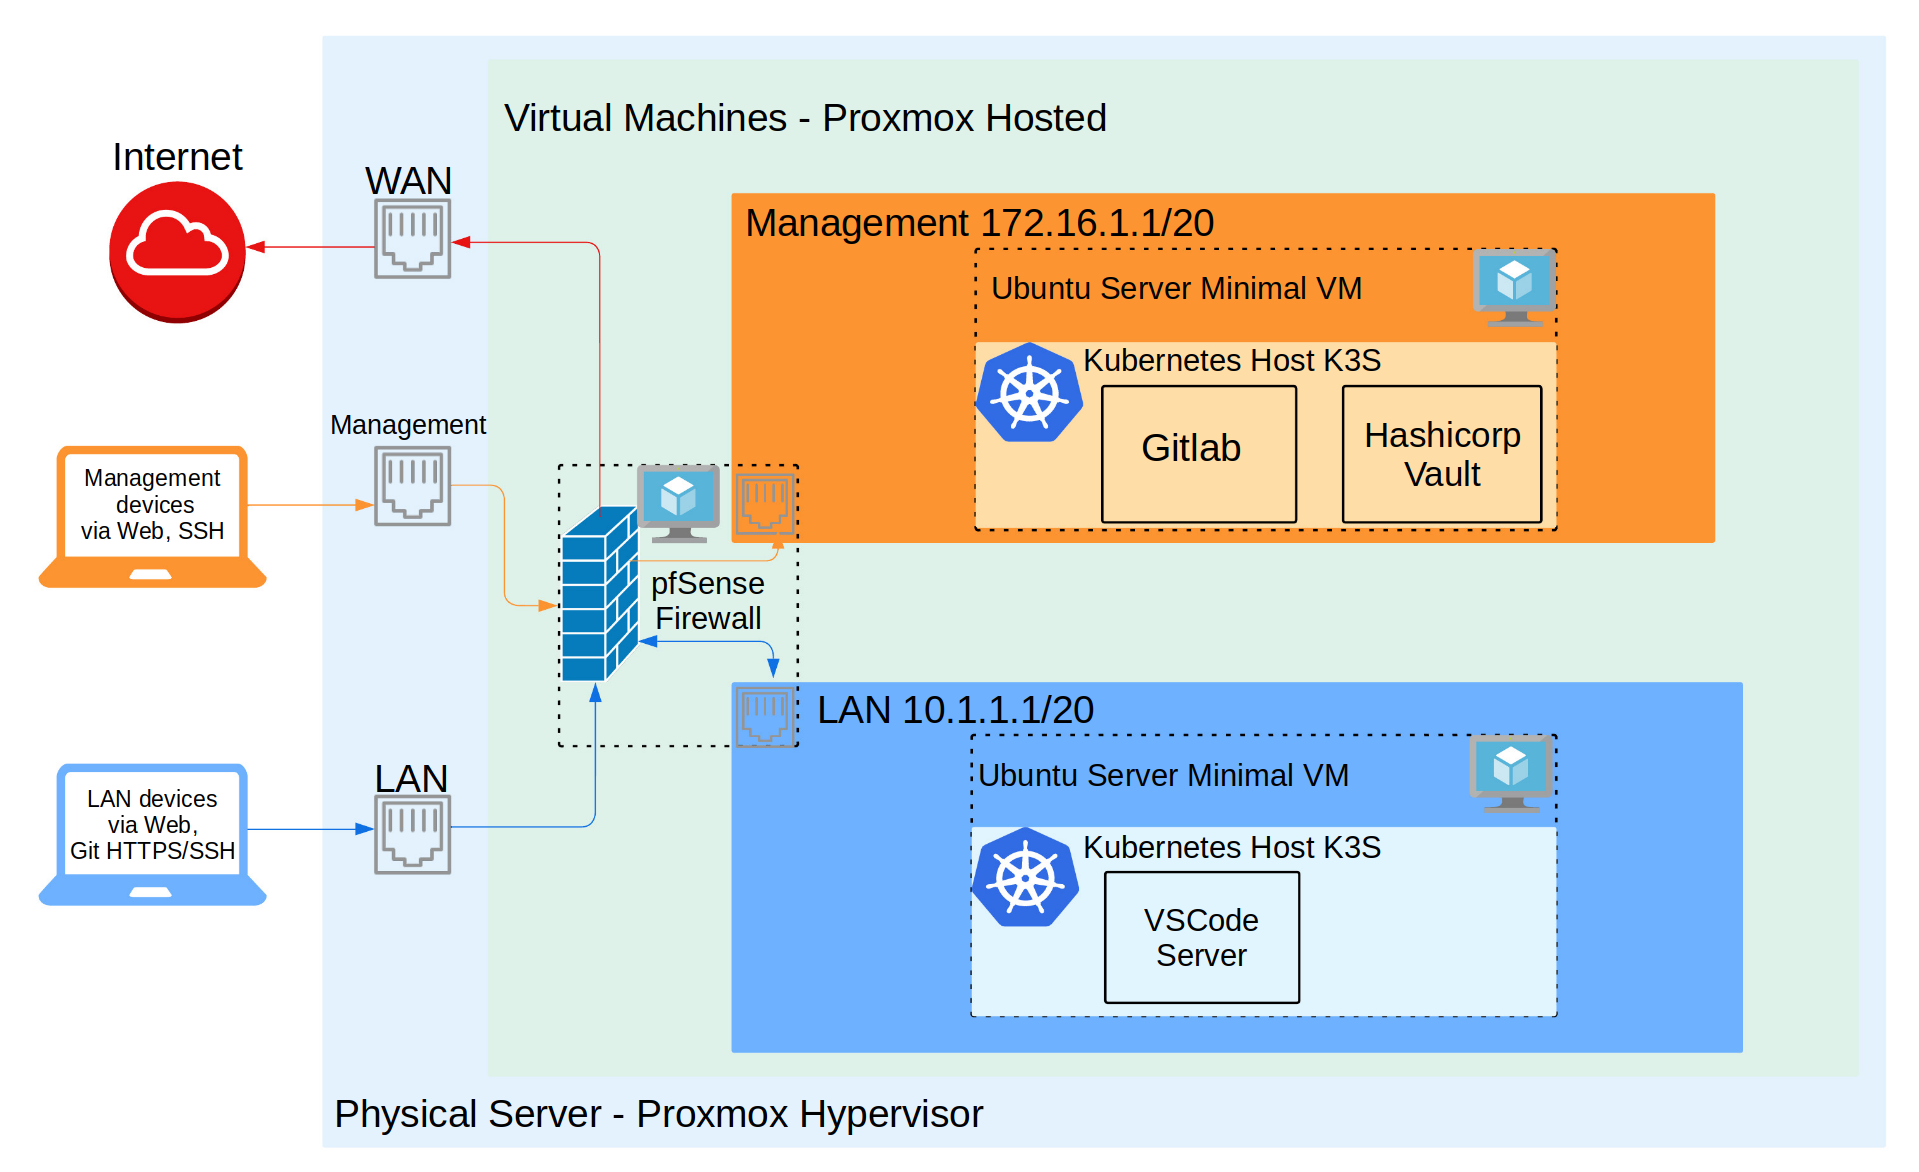 Virtual Machines - Proxmox Hosted
Internet
WAN
Management 172.16.1.1/20
Ubuntu Server Minimal VM
Kubernetes Host K3S
Gitlab
Hashicorp
Vault
Management
Management
devices
via Web, SSH
pfSense
Firewall
LAN 10.1.1.1/20
Ubuntu Server Minimal VM
Kubernetes Host K3S
VSCode
Server
LAN
LAN devices
via Web,
Git HTTPS/SSH
Physical Server - Proxmox Hypervisor